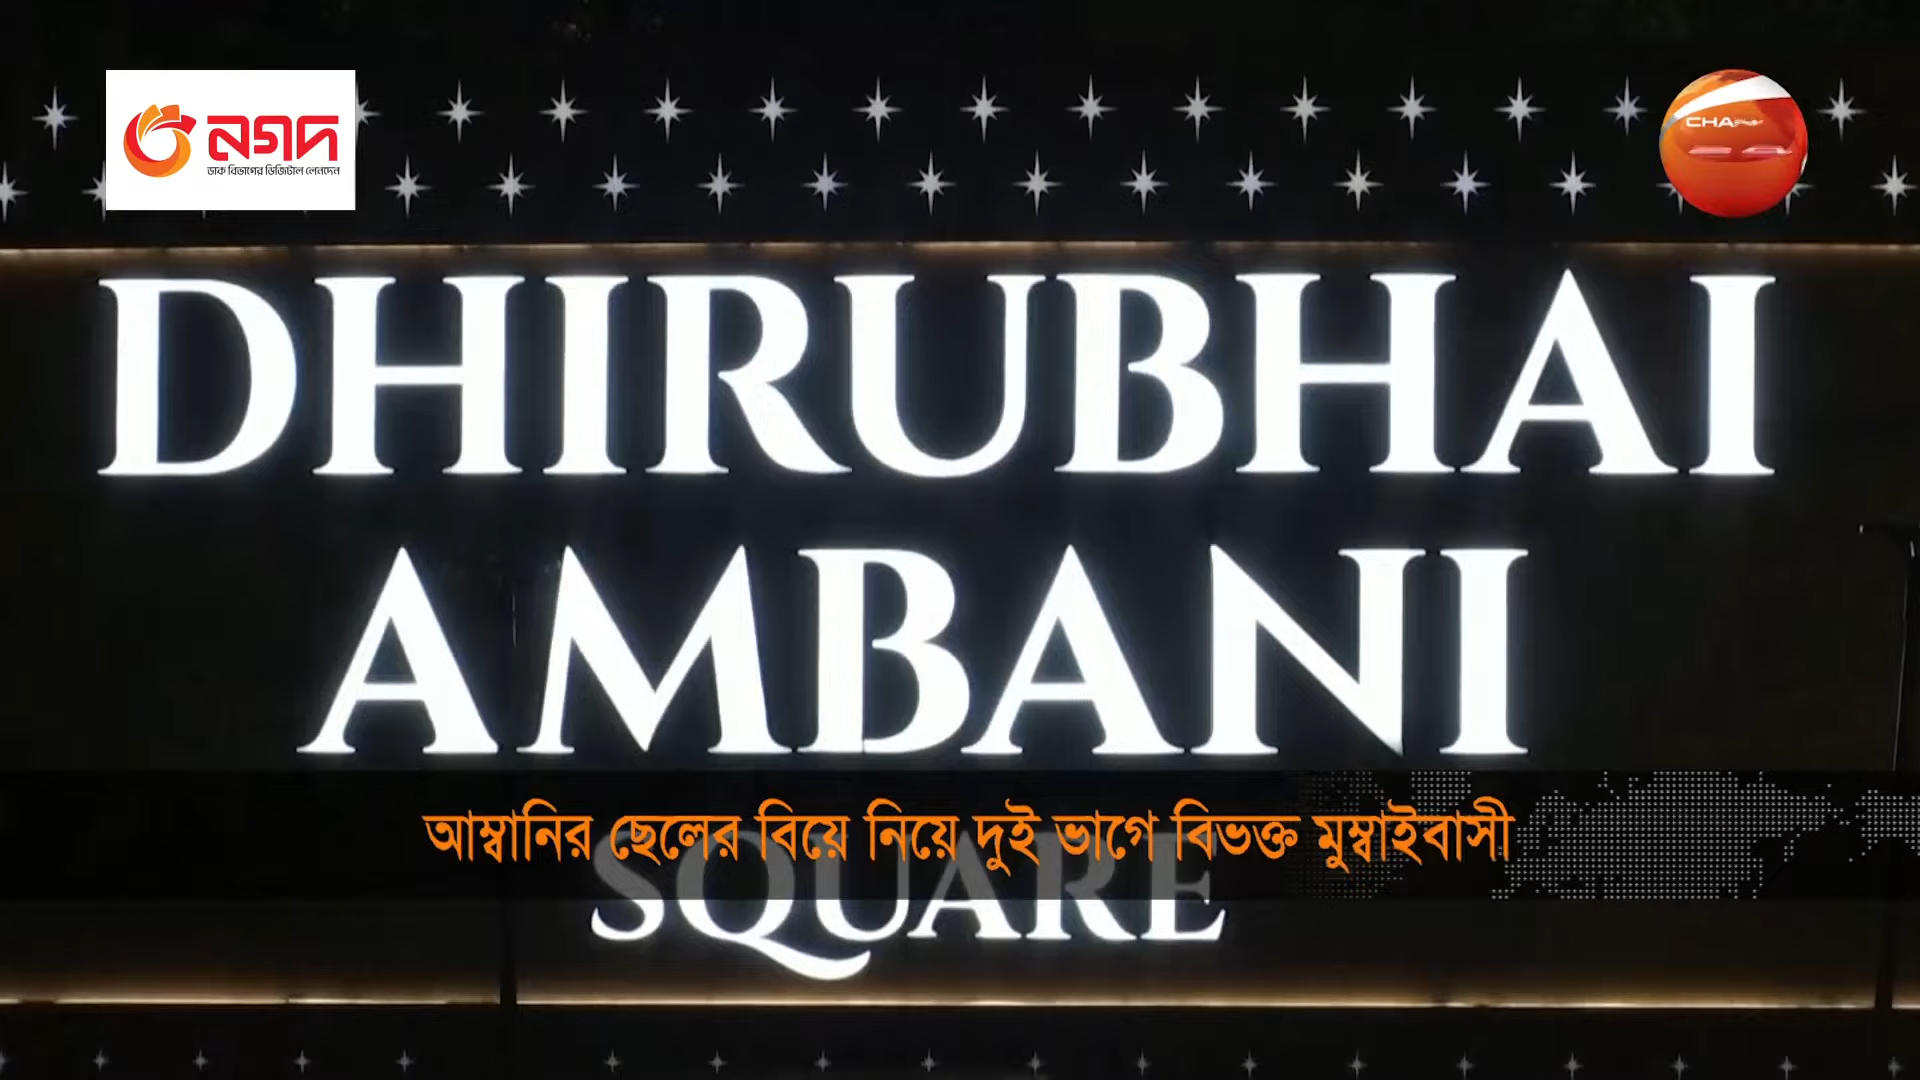 নগদ
ডাক বিভাগের ডিজিটাল লেনদেন
DHIRUBHAI
AMBANI
আম্বানির ছেলের বিয়ে নিয়ে দুই ভাগে বিভক্ত মুম্বাইবাসী
SQUARE